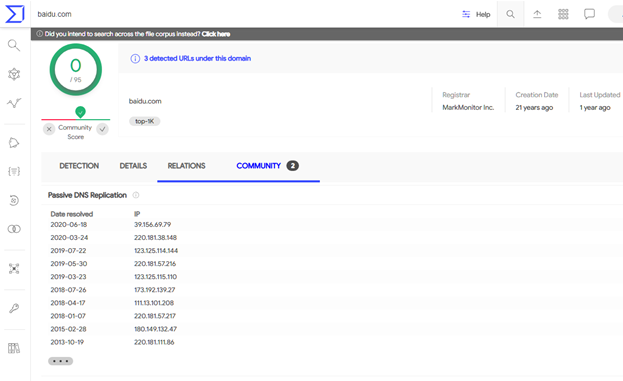 baidu.com
Help
Did you intend to search across the file corpus instead? Click here
0
/ 95
Community
Score
3 detected URLs under this domain
baidu.com
top-1K
Registrar
MarkMonitor Inc.
Creation Date
21 years ago
Last Updated
1 year ago
DETECTION DETAILS RELATIONS COMMUNITY 2
Passive DNS Replication
Date resolved IP
2020-06-18 39.156.69.79
2020-03-24 220.181.38.148
2019-07-22 123.125.114.144
2019-05-30 220.181.57.216
2019-03-23 123.125.115.110
2018-07-26 173.192.139.27
2018-04-17 111.13.101.208
2018-01-07 220.181.57.217
2015-02-28 180.149.132.47
2013-10-19 220.181.111.86